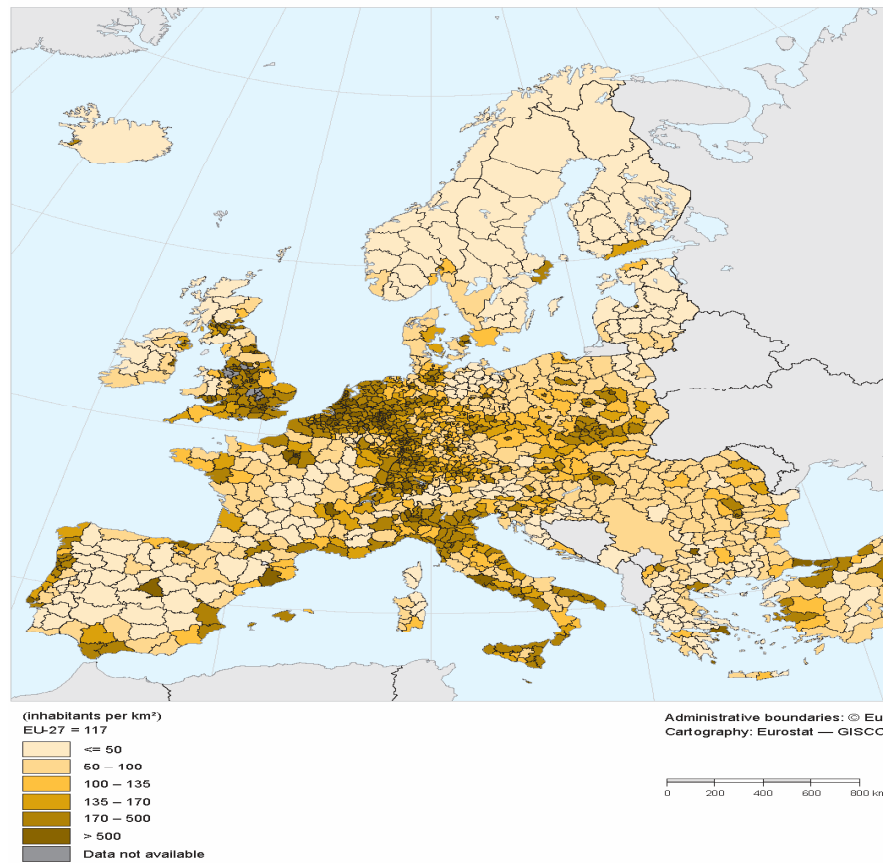 (inhabitants per km²)
EU-27 = 117
<= 50
50 – 100
100 – 135
135 – 170
170 – 500
> 500
Data not available
Administrative boundaries: © Eu
Cartography: Eurostat — GISCO
0 200 400 600 800 km